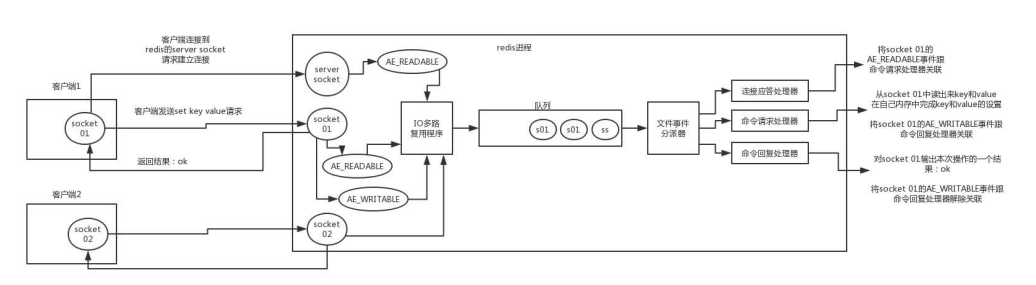 客户端连接到
redis的server socket
请求建立连接
redis进程
客户端1
socket
01
客户端发送set key value请求
返回结果：ok
server
socket
AE_READABLE
socket
01
AE_READABLE
AE_WRITABLE
IO多路
复用程序
队列
s01
s01
ss
文件事件
分派器
连接应答处理器
命令请求处理器
命令回复处理器
将socket 01的
AE_READABLE事件跟
命令请求处理器关联
从socket 01中读出来key和value
在自己内存中完成key和value的设置
将socket 01的AE_WRITABLE事件跟
命令回复处理器关联
对socket 01输出本次操作的一个结
果：ok
将socket 01的AE_WRITABLE事件跟
命令回复处理器解除关联
客户端2
socket
02
socket
02